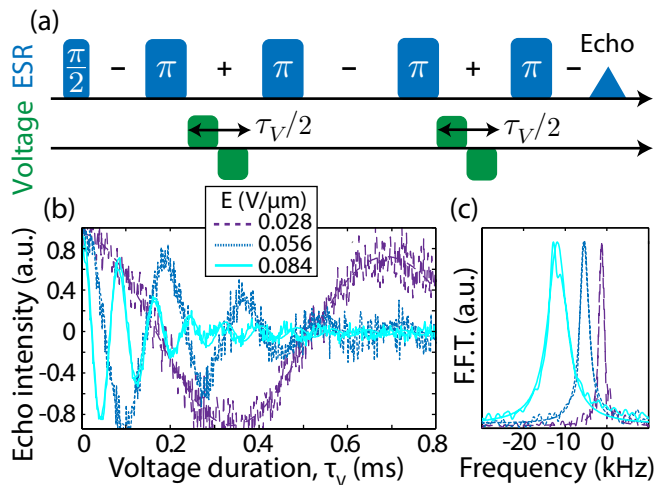 (a)
ESR
π/2 − π + π − π + π − Echo
Voltage
τ_V/2 τ_V/2
(b)
E (V/μm)
0.028
0.056
0.084
Echo intensity (a.u.)
0.8
0.4
0
-0.4
-0.8
0 0.2 0.4 0.6 0.8
Voltage duration, τ_v (ms)
(c)
F.F.T. (a.u.)
-20 -10 0
Frequency (kHz)